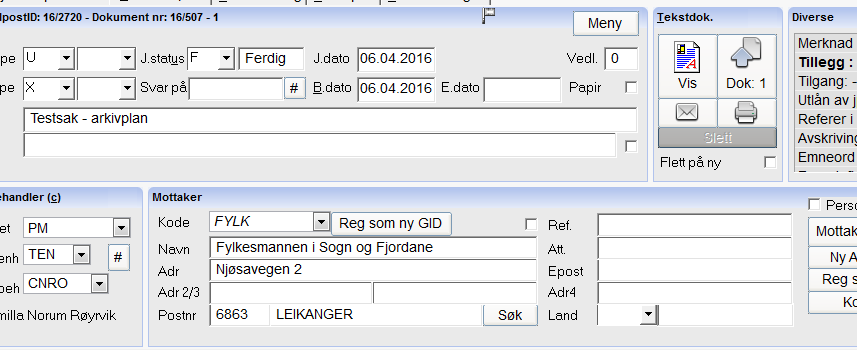 lpostID: 16/2720 - Dokument nr: 16/507 - 1
Meny
pe U J.status F Ferdig J.dato 06.04.2016 Vedl. 0
pe X Svar på # B.dato 06.04.2016 E.dato Papir
Testsak - arkivplan
Tekstdok.
Vis Dok: 1
Slett
Flett på ny
Diverse
Merknad
Tillegg :
Tilgang: –
Utlån av j
Referer i
Avskriving
Emneord
ehandler (c)
et PM
enh TEN #
beh CNRO
milla Norum Røyrvik
Mottaker
Kode FYLK Reg som ny GID Ref.
Navn Fylkesmannen i Sogn og Fjordane Att.
Adr Njøsavegen 2 Epost
Adr 2/3 Adr4
Postnr 6863 LEIKANGER Søk Land
Perso
Mottak
Ny A
Reg s
Ko